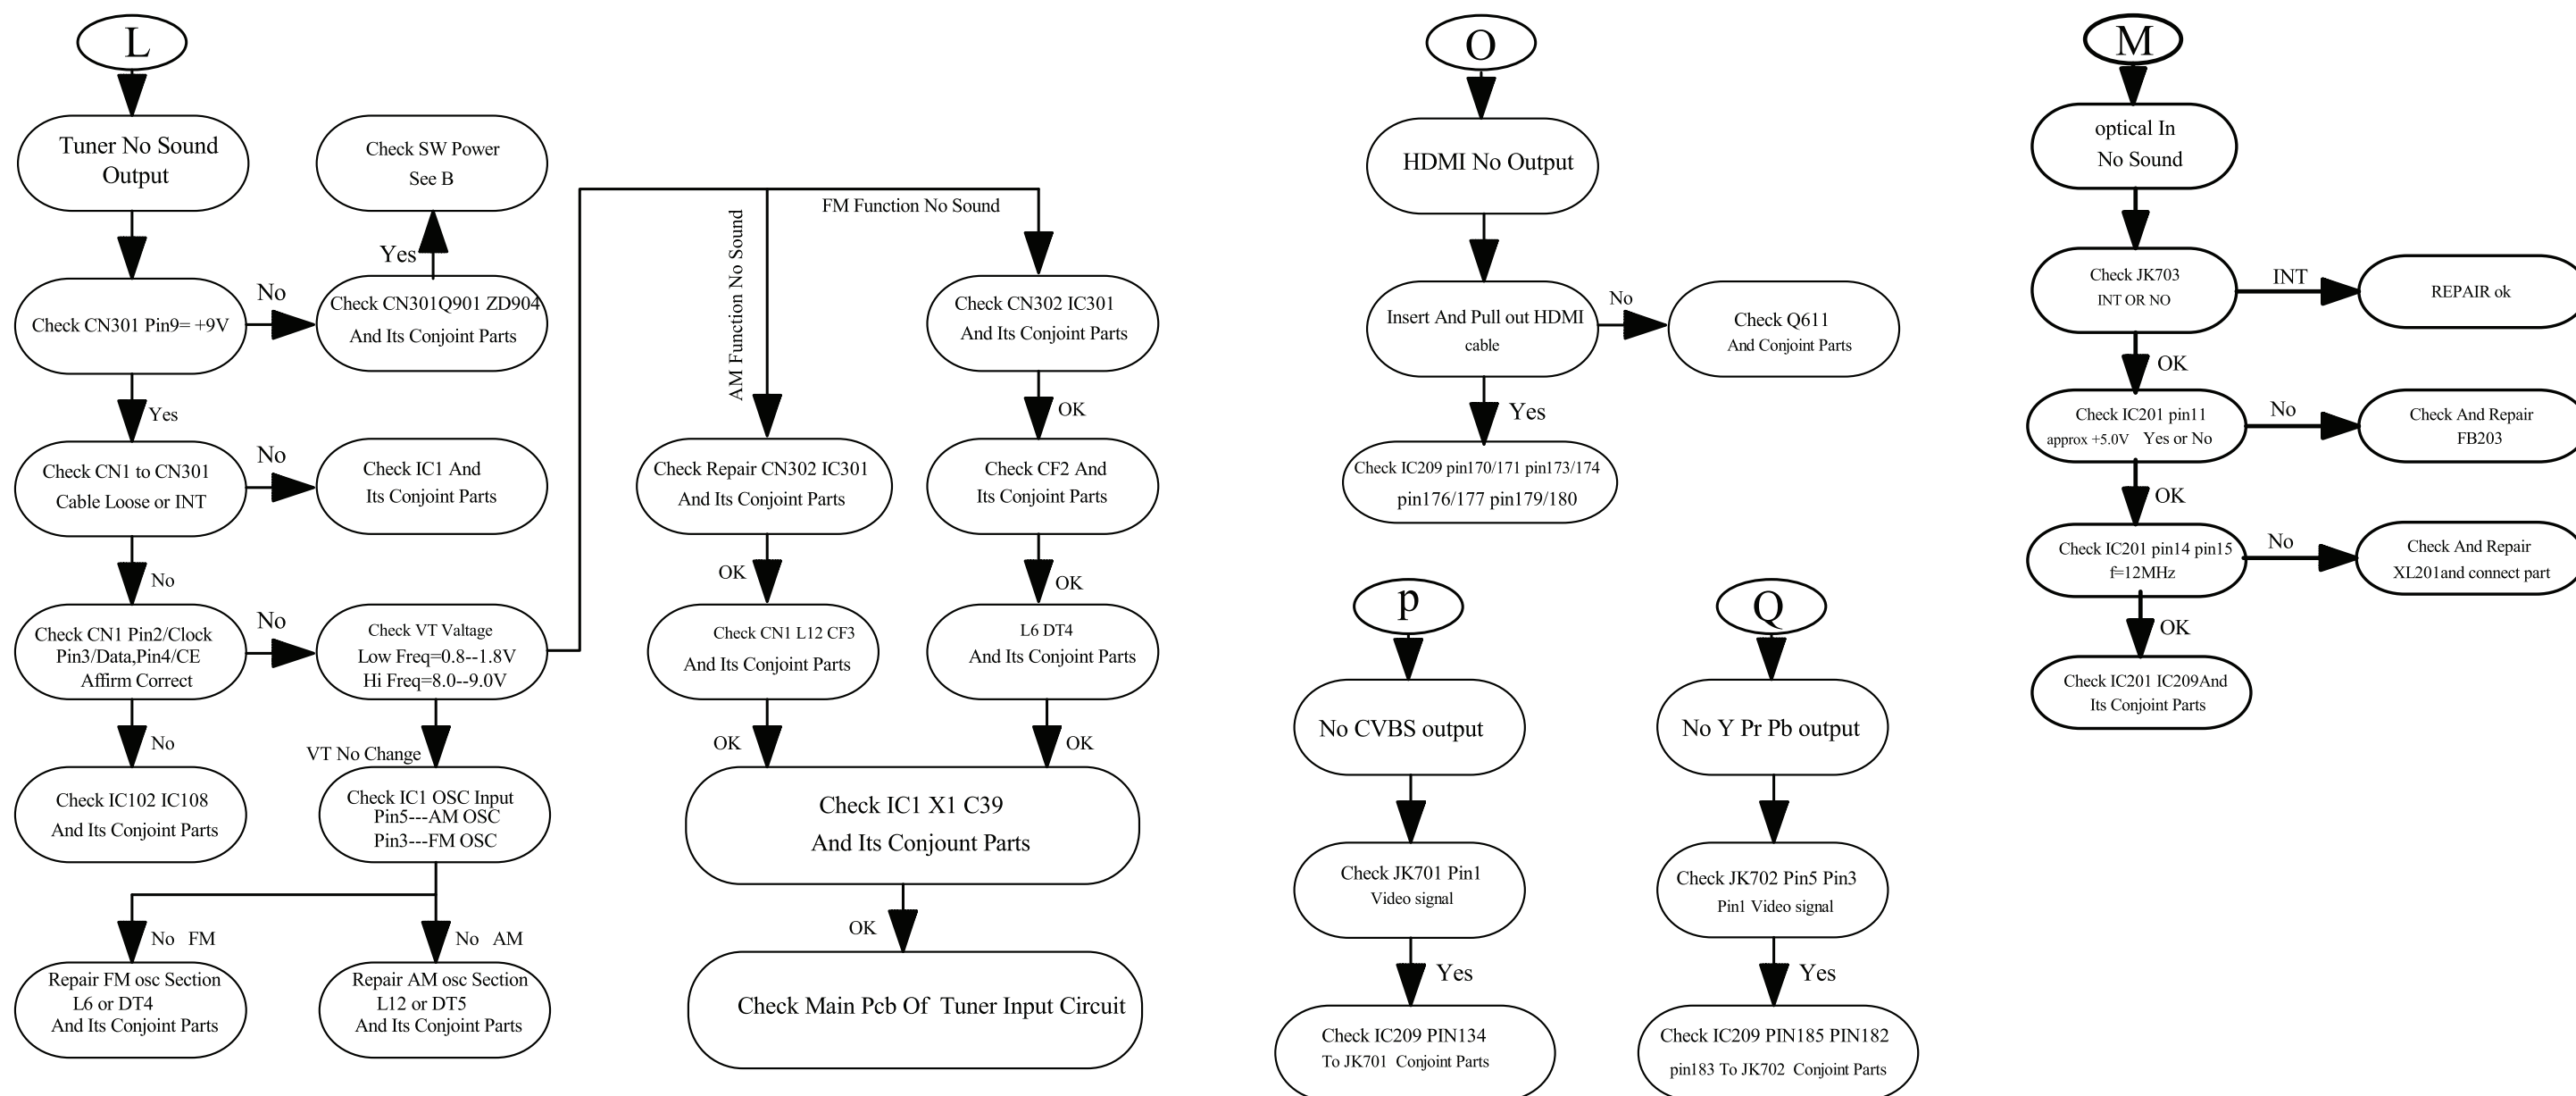 L
Tuner No Sound
Output
Check SW Power
See B
Yes
Check CN301 Pin9= +9V
No
Check CN301Q901 ZD904
And Its Conjoint Parts
Yes
Check CN1 to CN301
Cable Loose or INT
No
Check IC1 And
Its Conjoint Parts
No
Check CN1 Pin2/Clock
Pin3/Data,Pin4/CE
Affirm Correct
No
Check VT Valtage
Low Freq=0.8--1.8V
Hi Freq=8.0--9.0V
No
VT No Change
Check IC102 IC108
And Its Conjoint Parts
Check IC1 OSC Input
Pin5---AM OSC
Pin3---FM OSC
No FM
No AM
Repair FM osc Section
L6 or DT4
And Its Conjoint Parts
Repair AM osc Section
L12 or DT5
And Its Conjoint Parts
AM Function No Sound
FM Function No Sound
Check CN302 IC301
And Its Conjoint Parts
OK
Check Repair CN302 IC301
And Its Conjoint Parts
Check CF2 And
Its Conjoint Parts
OK
OK
Check CN1 L12 CF3
And Its Conjoint Parts
L6 DT4
And Its Conjoint Parts
OK
OK
Check IC1 X1 C39
And Its Conjount Parts
OK
Check Main Pcb Of Tuner Input Circuit
O
HDMI No Output
Insert And Pull out HDMI
cable
No
Check Q611
And Conjoint Parts
Yes
Check IC209 pin170/171 pin173/174
pin176/177 pin179/180
p
No CVBS output
Check JK701 Pin1
Video signal
Yes
Check IC209 PIN134
To JK701 Conjoint Parts
Q
No Y Pr Pb output
Check JK702 Pin5 Pin3
Pin1 Video signal
Yes
Check IC209 PIN185 PIN182
pin183 To JK702 Conjoint Parts
M
optical In
No Sound
Check JK703
INT OR NO
INT
REPAIR ok
OK
Check IC201 pin11
approx +5.0V Yes or No
No
Check And Repair
FB203
OK
Check IC201 pin14 pin15
f=12MHz
No
Check And Repair
XL201and connect part
OK
Check IC201 IC209And
Its Conjoint Parts